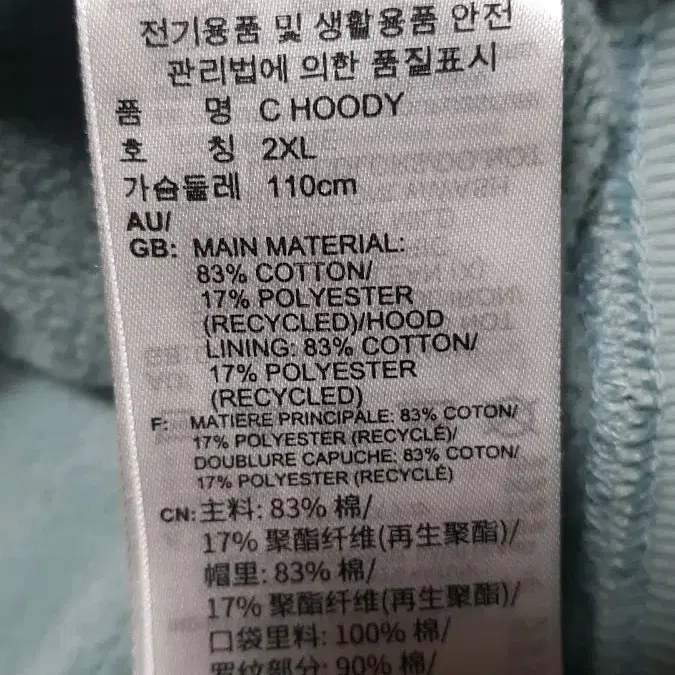 전기용품 및 생활용품 안전
관리법에 의한 품질표시
품 명 C HOODY
호 칭 2XL
가슴둘레 110cm
AU/
GB: MAIN MATERIAL:
83% COTTON/
17% POLYESTER
(RECYCLED)/HOOD
LINING: 83% COTTON/
17% POLYESTER
(RECYCLED)
F: MATIERE PRINCIPALE: 83% COTON/
17% POLYESTER (RECYCLÉ)/
DOUBLURE CAPUCHE: 83% COTON/
17% POLYESTER (RECYCLÉ)
CN: 主料: 83% 棉/
17% 聚酯纤维(再生聚酯)/
帽里: 83% 棉/
17% 聚酯纤维(再生聚酯)/
口袋里料: 100% 棉/
罗纹部分: 90% 棉/